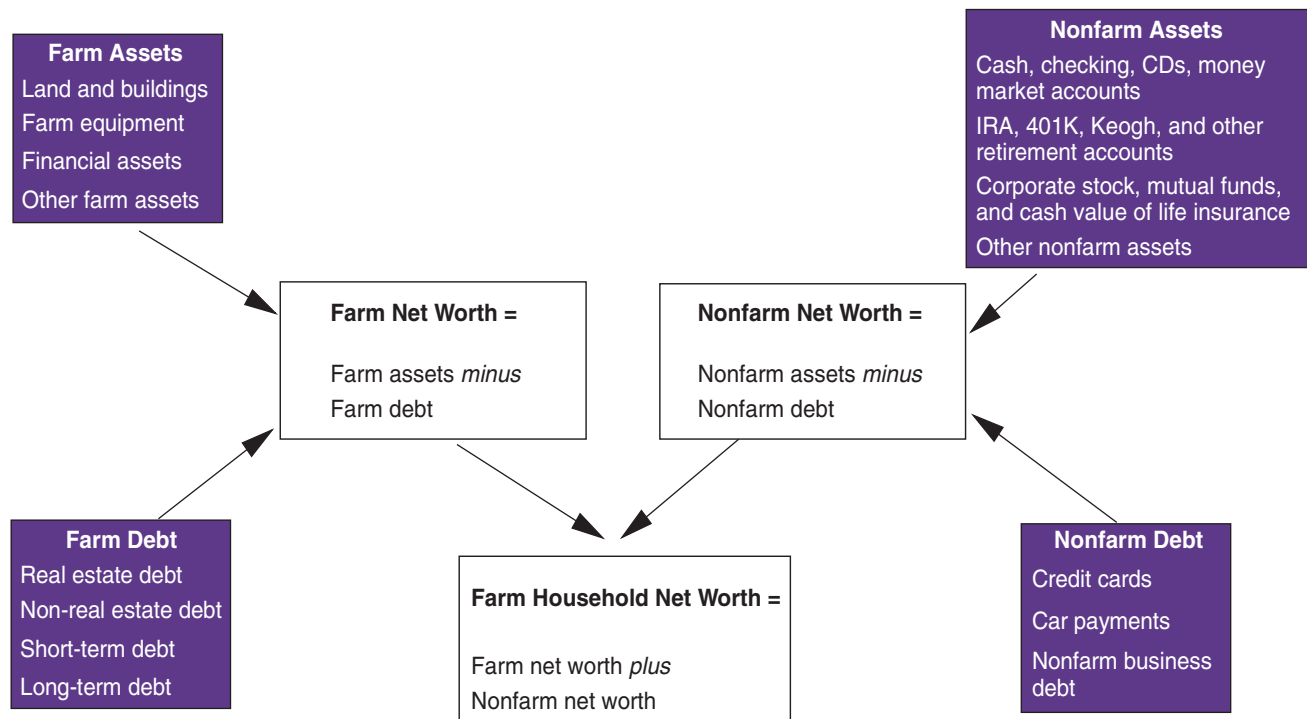 Farm Assets
Land and buildings
Farm equipment
Financial assets
Other farm assets
Nonfarm Assets
Cash, checking, CDs, money
market accounts
IRA, 401K, Keogh, and other
retirement accounts
Corporate stock, mutual funds,
and cash value of life insurance
Other nonfarm assets
Farm Net Worth =
Farm assets minus
Farm debt
Nonfarm Net Worth =
Nonfarm assets minus
Nonfarm debt
Farm Debt
Real estate debt
Non-real estate debt
Short-term debt
Long-term debt
Farm Household Net Worth =
Farm net worth plus
Nonfarm net worth
Nonfarm Debt
Credit cards
Car payments
Nonfarm business
debt